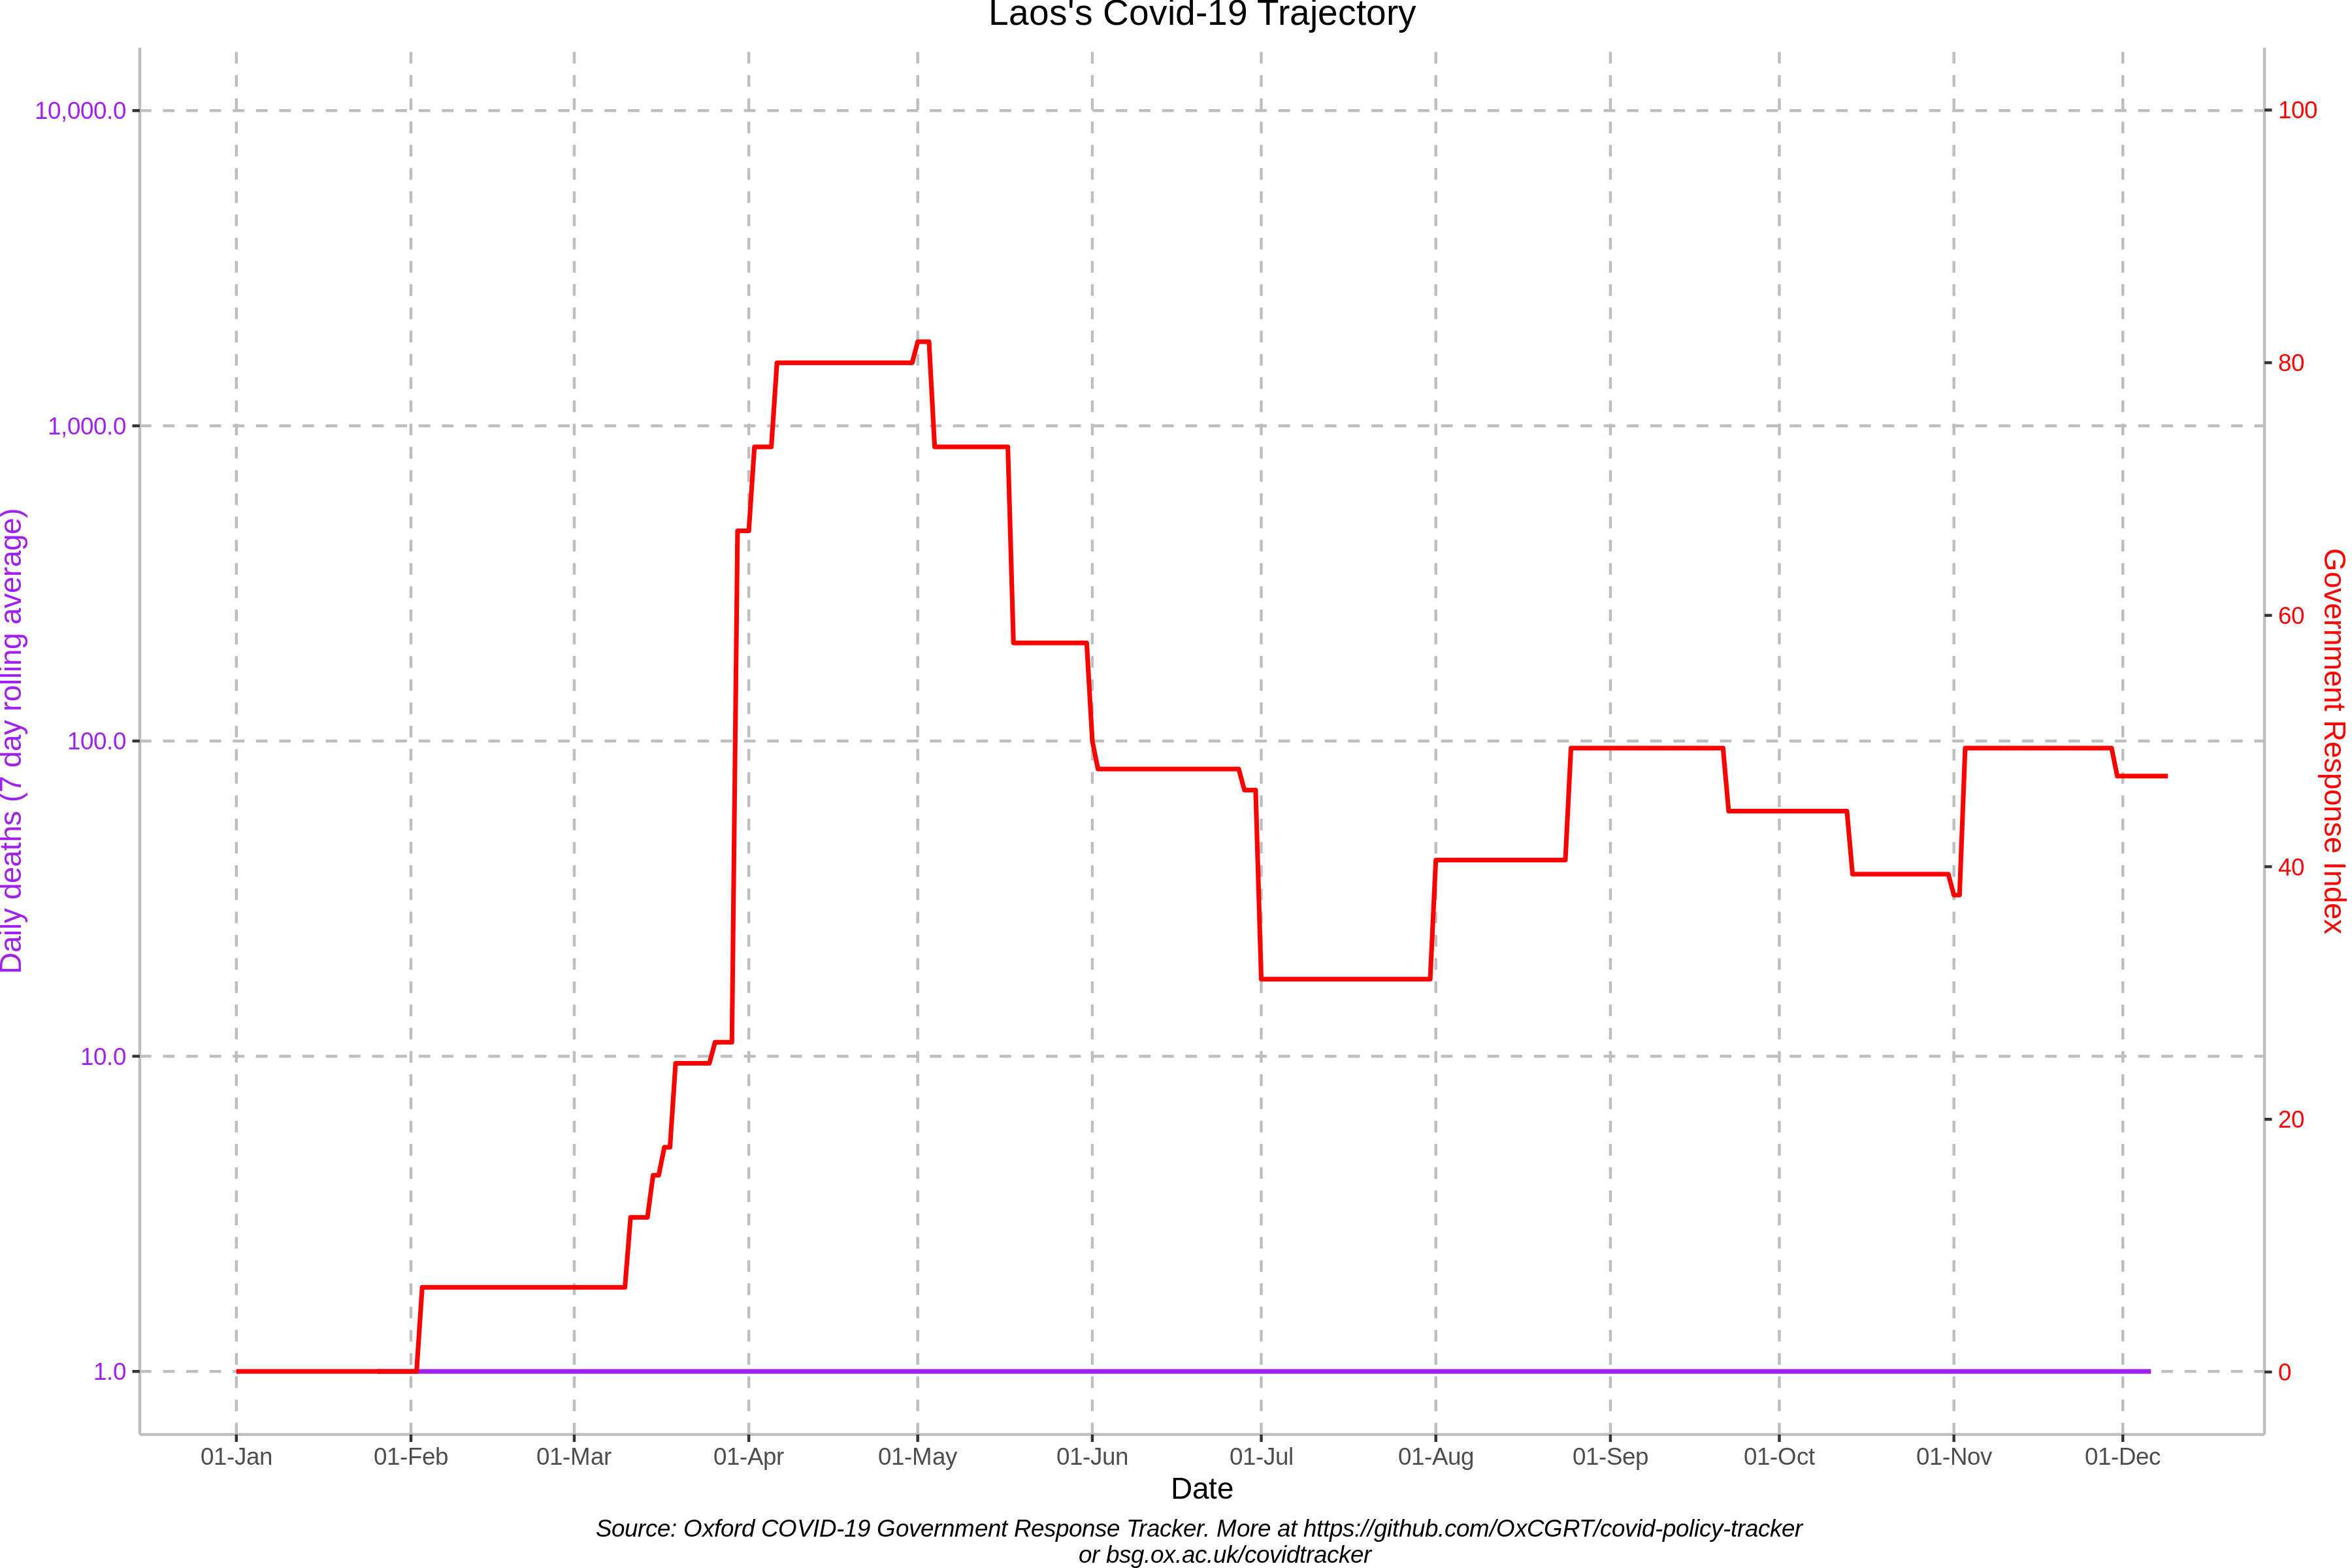 Laos's Covid-19 Trajectory
10,000.0
1,000.0
100.0
10.0
1.0
Daily deaths (7 day rolling average)
100
80
60
40
20
0
Government Response Index
01-Jan 01-Feb 01-Mar 01-Apr 01-May 01-Jun 01-Jul 01-Aug 01-Sep 01-Oct 01-Nov 01-Dec
Date
Source: Oxford COVID-19 Government Response Tracker. More at https://github.com/OxCGRT/covid-policy-tracker
or bsg.ox.ac.uk/covidtracker